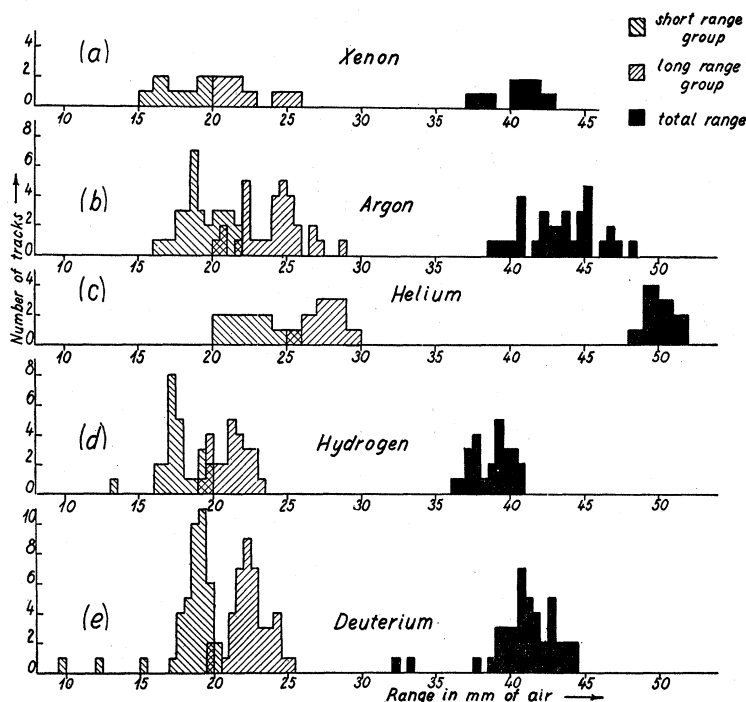 short range
group
long range
group
total range
(a)
Xenon
4
2
0
10 15 20 25 30 35 40 45
8
6
4
2
0
(b)
Argon
10 15 20 25 30 35 40 45 50
Number of tracks
(c)
Helium
4
2
0
10 15 20 25 30 35 40 45 50
8
6
4
2
0
(d)
Hydrogen
10 15 20 25 30 35 40 45 50
10
8
6
4
2
0
(e)
Deuterium
10 15 20 25 30 35 40 45 50
Range in mm of air